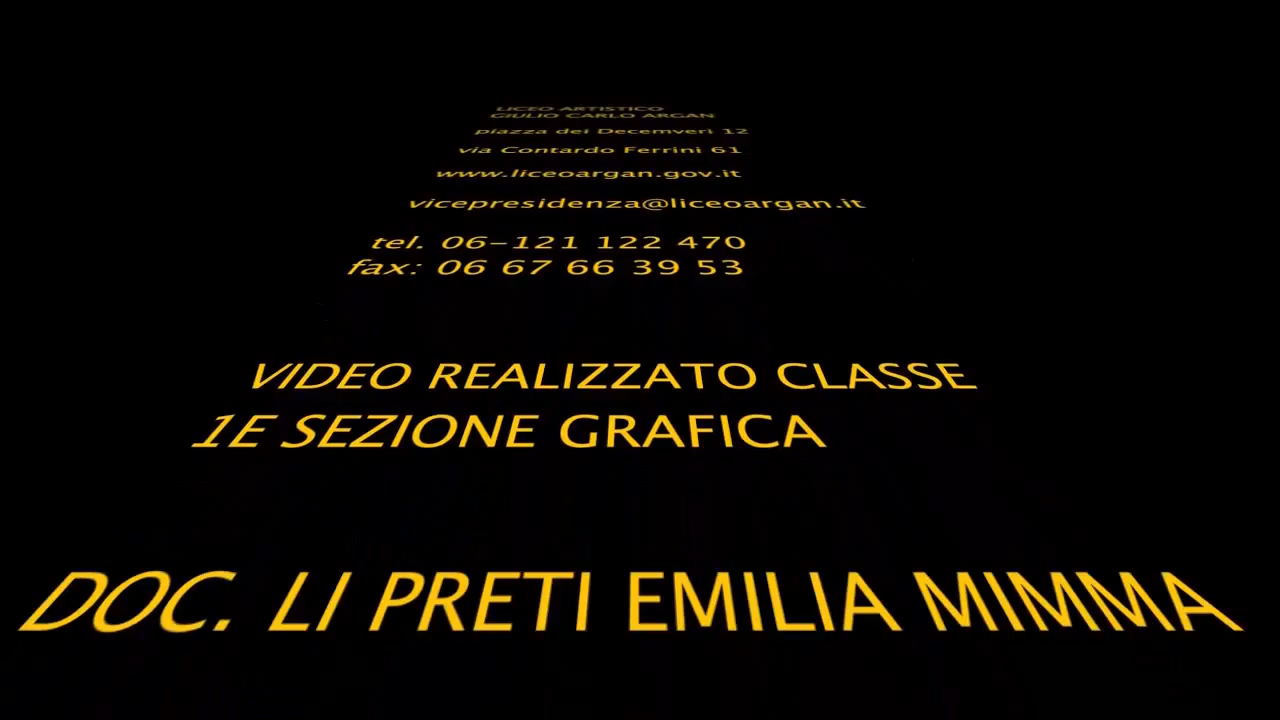 LICEO ARTISTICO
GIULIO CARLO ARGAN
piazza dei Decemveri 12
via Contardo Ferrini 61
www.liceoargan.gov.it
vicepresidenza@liceoargan.it
tel. 06-121 122 470
fax: 06 67 66 39 53
VIDEO REALIZZATO CLASSE
1E SEZIONE GRAFICA
DOC. LI PRETI EMILIA MIMMA